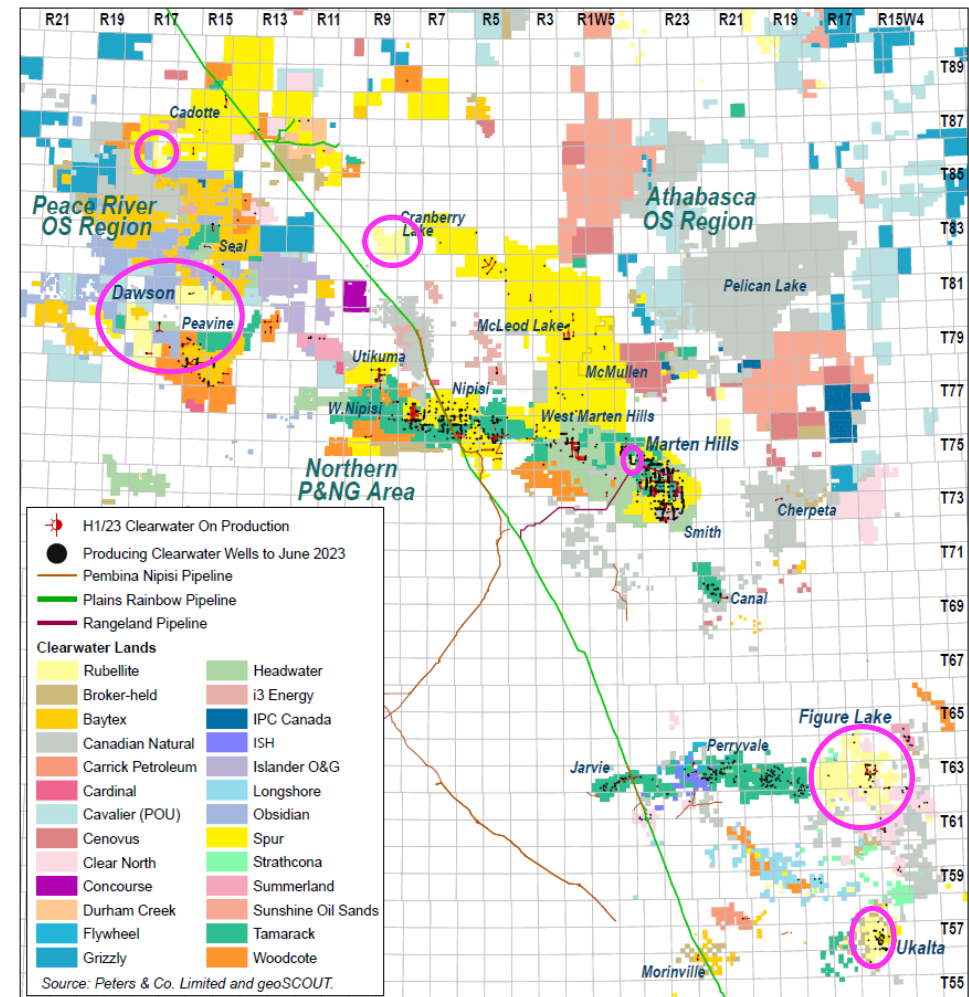 R21 R19 R17 R15 R13 R11 R9 R7 R5 R3 R1W5 R23 R21 R19 R17 R15W4
T89
Cadotte
T87
T85
Peace River
OS Region
Athabasca
OS Region
Cranberry
Lake
T83
Seal
Dawson
Pelican Lake
T81
Peavine
McLeod Lake
T79
Utikuma
McMullen
W.Nipisi
Nipisi
T77
West Marten Hills
Marten Hills
T75
Northern
P&NG Area
T73
Cherpeta
Smith
T71
Canal
T69
T67
T65
Figure Lake
Perryvale
Jarvie
T63
T61
T59
T57
Ukalta
Morinville
T55
H1/23 Clearwater On Production
Producing Clearwater Wells to June 2023
Pembina Nipisi Pipeline
Plains Rainbow Pipeline
Rangeland Pipeline
Clearwater Lands
Rubellite
Broker-held
Baytex
Canadian Natural
Carrick Petroleum
Cardinal
Cavalier (POU)
Cenovus
Clear North
Concourse
Durham Creek
Flywheel
Grizzly
Headwater
i3 Energy
IPC Canada
ISH
Islander O&G
Longshore
Obsidian
Spur
Strathcona
Summerland
Sunshine Oil Sands
Tamarack
Woodcote
Source: Peters & Co. Limited and geoSCOUT.